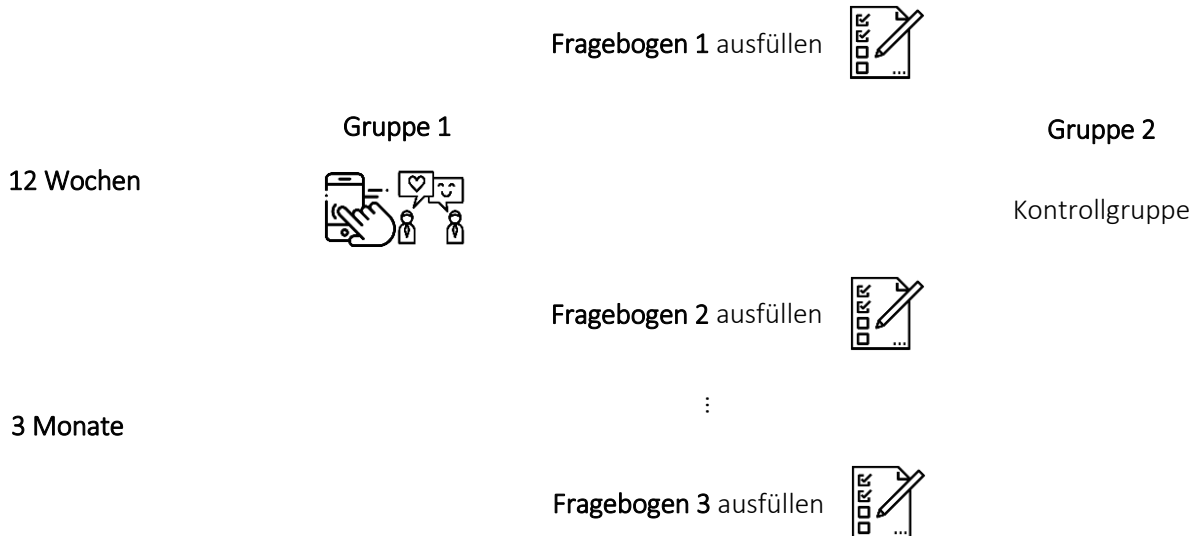 Fragebogen 1 ausfüllen
Gruppe 1
Gruppe 2
12 Wochen
Kontrollgruppe
Fragebogen 2 ausfüllen
⋮
3 Monate
Fragebogen 3 ausfüllen